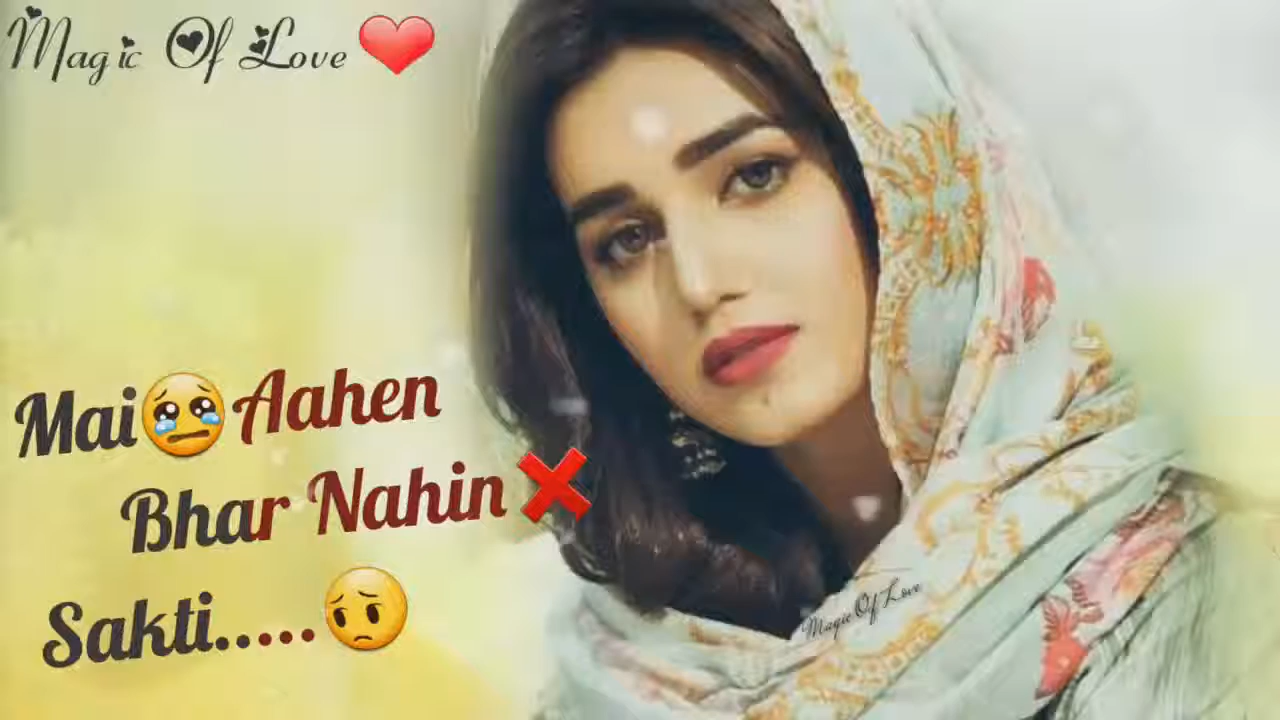 Magic Of Love ❤
Mai😢Aahen
Bhar Nahin❌
Sakti.....😔
Magic Of Love